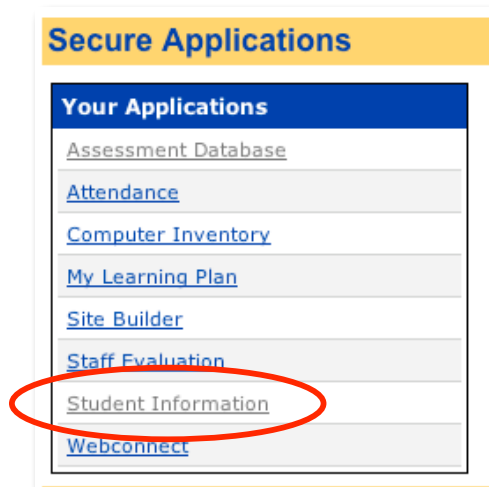 Secure Applications
Your Applications
Assessment Database
Attendance
Computer Inventory
My Learning Plan
Site Builder
Staff Evaluation
Student Information
Webconnect